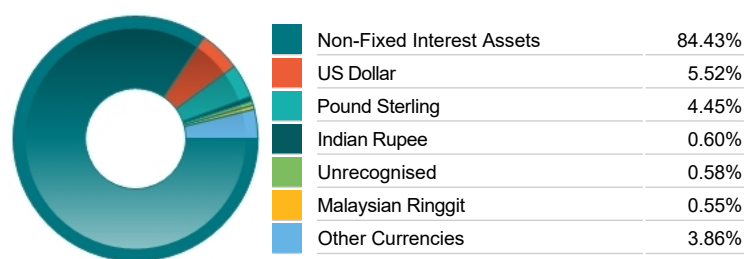 Non-Fixed Interest Assets 84.43%
US Dollar 5.52%
Pound Sterling 4.45%
Indian Rupee 0.60%
Unrecognised 0.58%
Malaysian Ringgit 0.55%
Other Currencies 3.86%